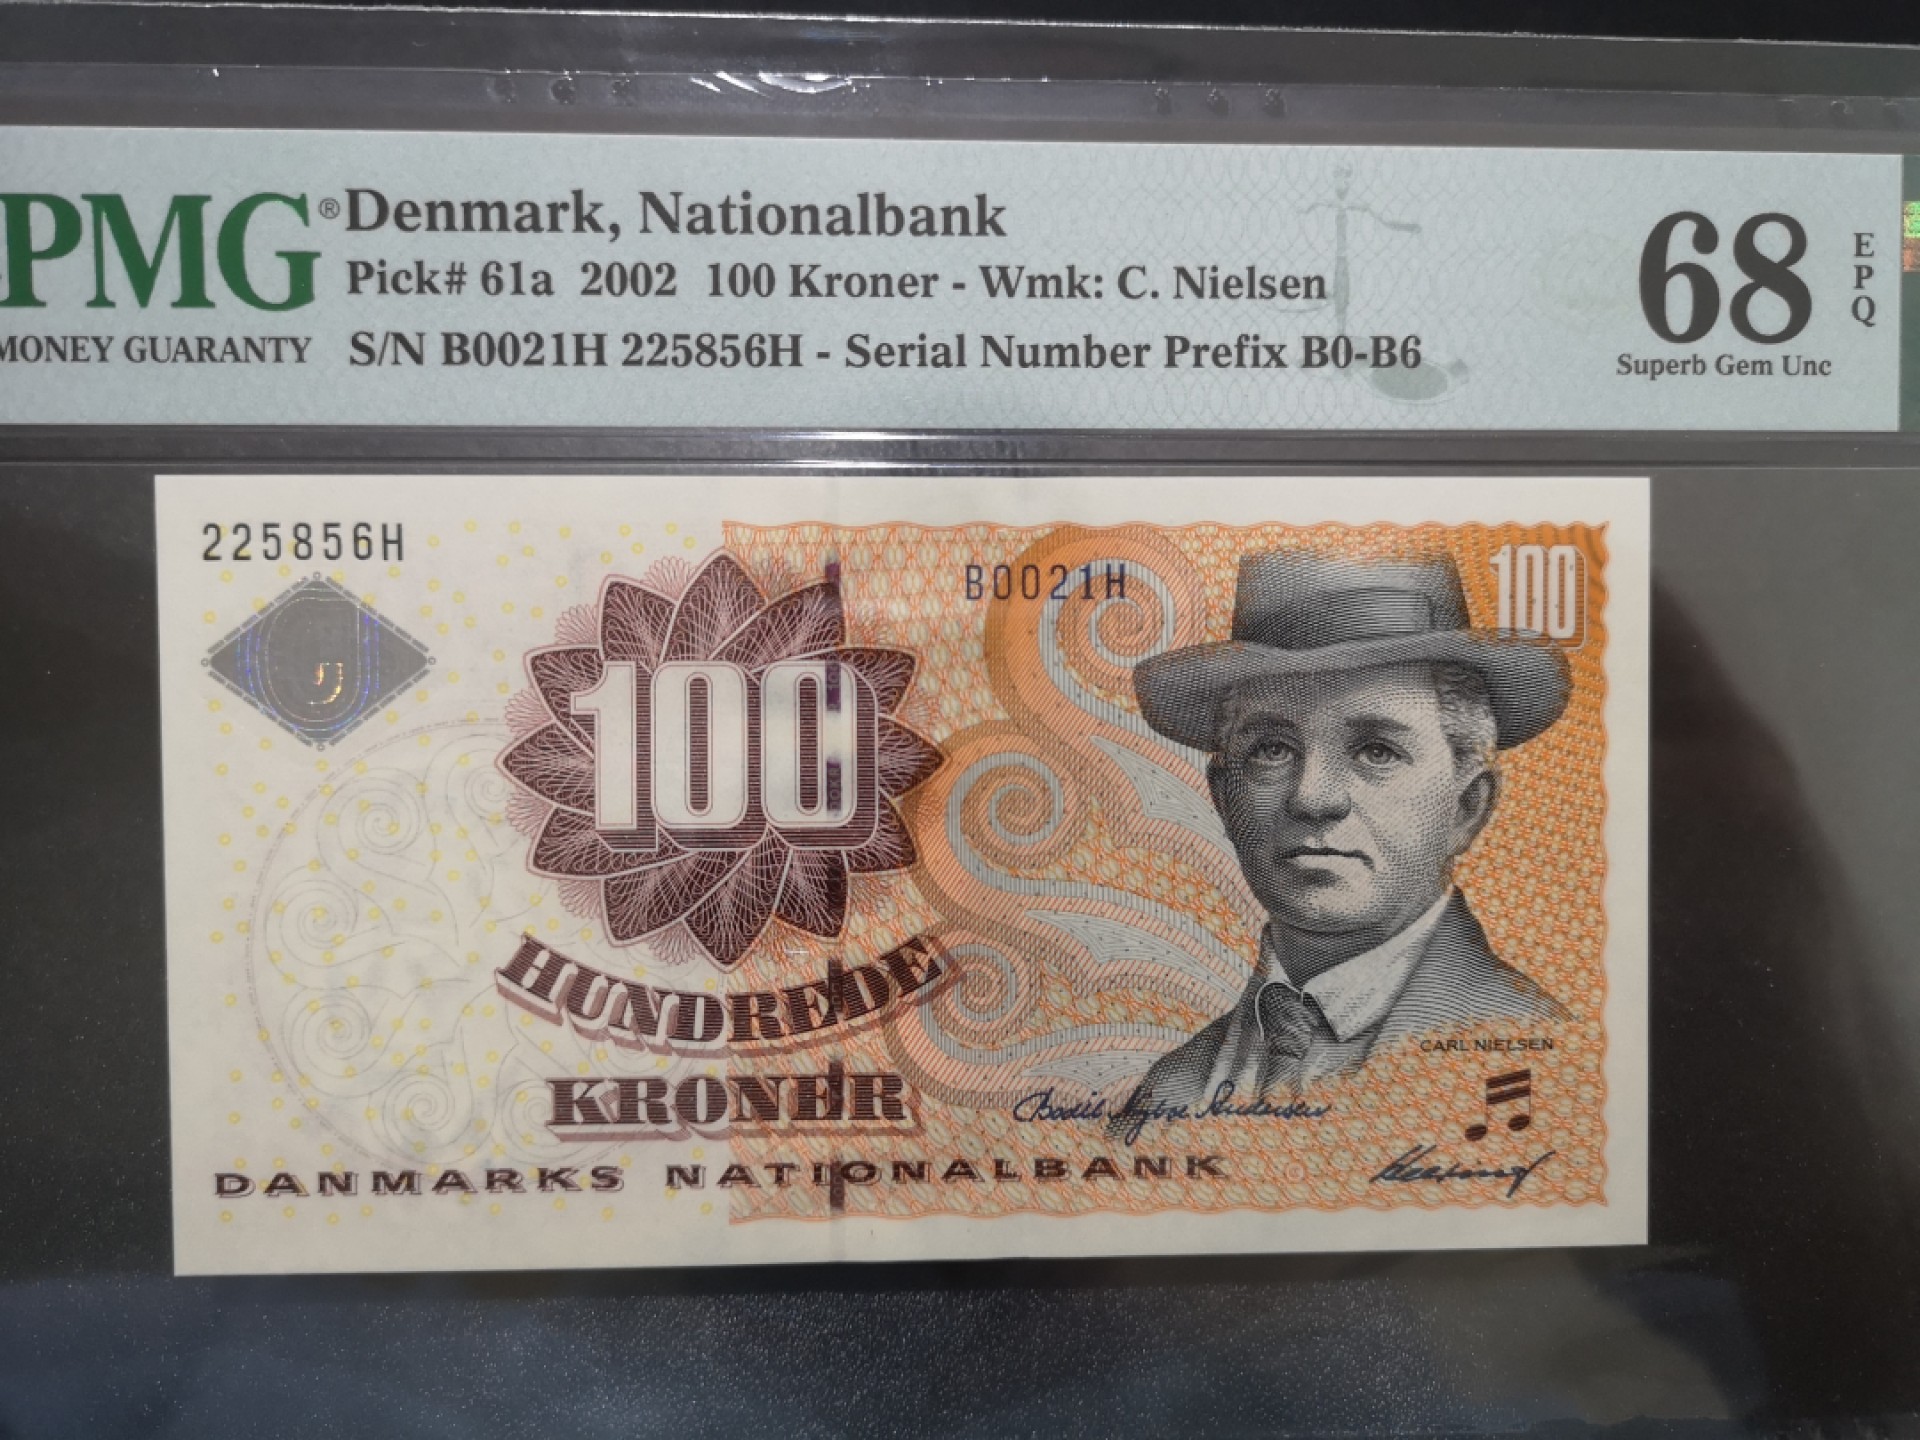 PMG®
MONEY GUARANTY
Denmark, Nationalbank
Pick# 61a 2002 100 Kroner - Wmk: C. Nielsen
S/N B0021H 225856H - Serial Number Prefix B0-B6
68
EPQ
Superb Gem Unc
225856H
B0021H
100
100
HUNDREDE
KRONER
CARL NIELSEN
DANMARKS NATIONALBANK